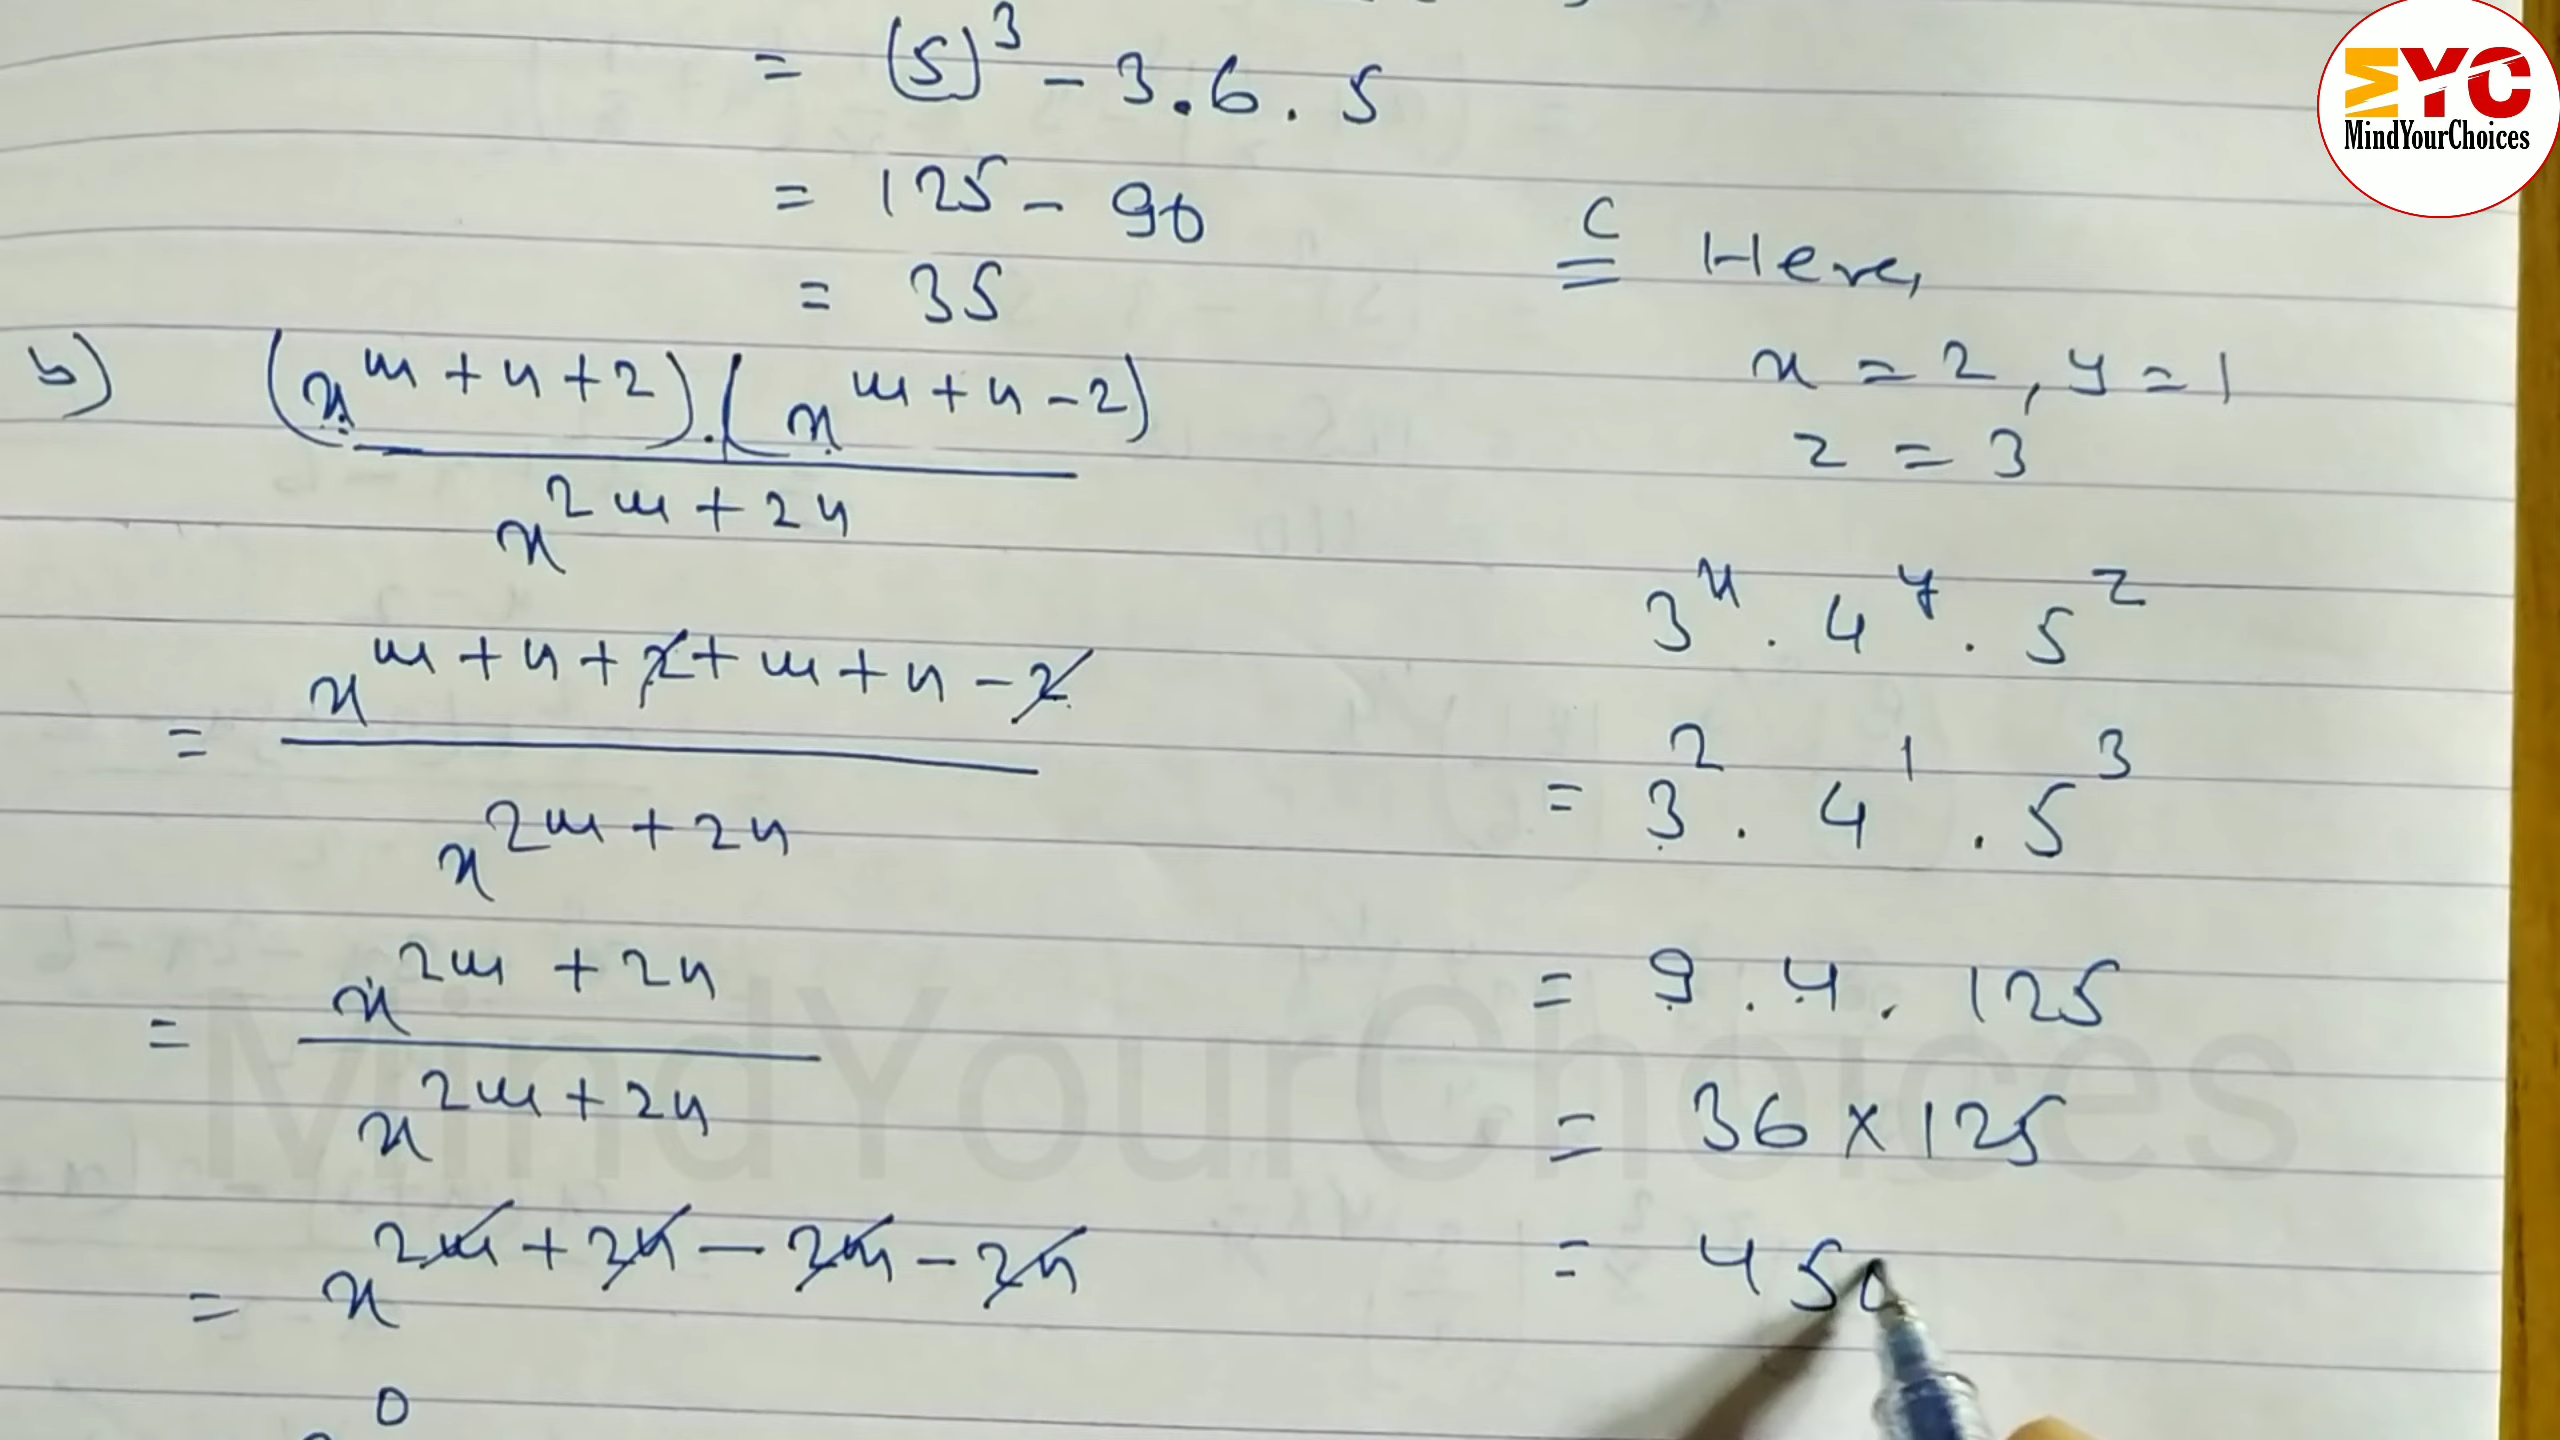 = (5)³ - 3.6.5
= 125 - 90
= 35
b) (x^m+n+2).(x^m+n-2)
x^2m+2n
= x^m+n+2+m+n-2
x^2m+2n
= x^2m+2n
x^2m+2n
= x^2m+2n-2m-2n
0
C Here,
x = 2, y = 1
z = 3
3^x . 4^y . 5^z
= 3² . 4¹ . 5³
= 9 . 4 . 125
= 36 × 125
= 450
MYC
MindYourChoices
MindYourChoices